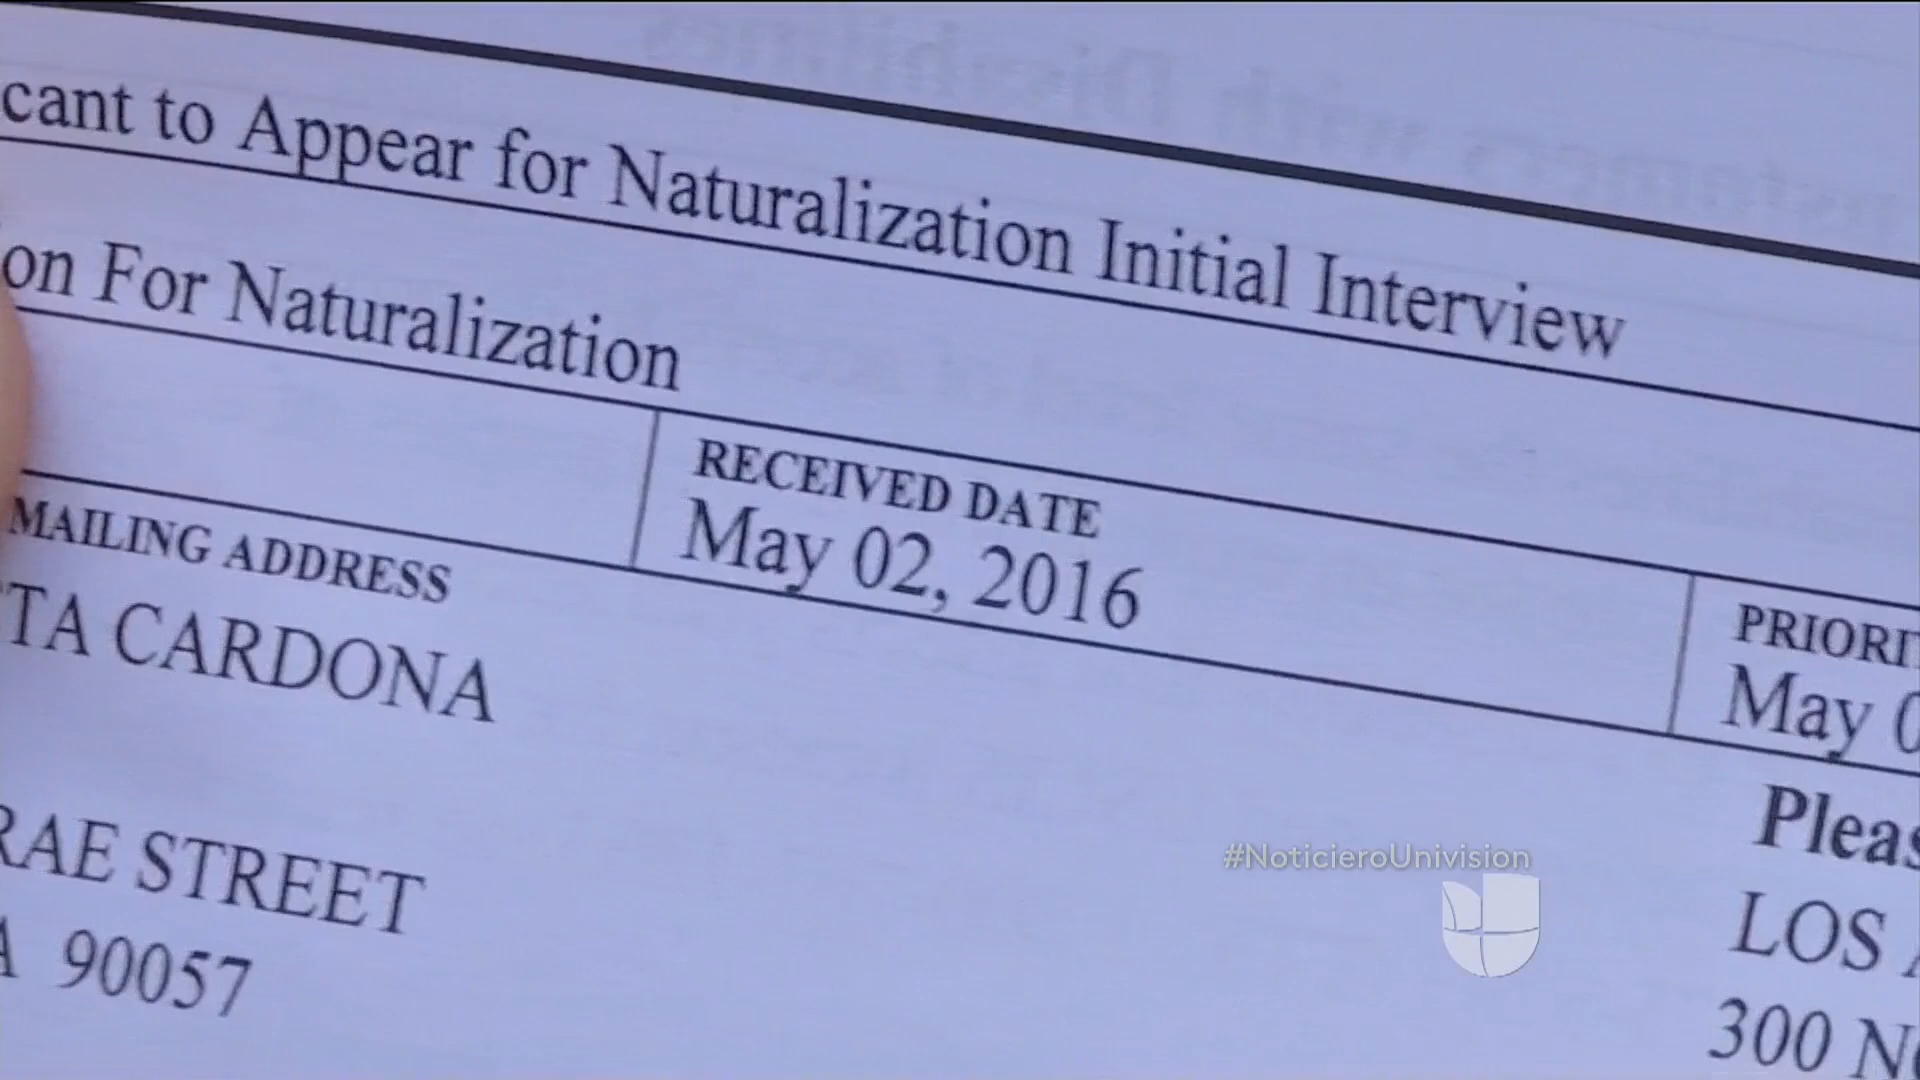 cant to Appear for Naturalization Initial Interview
on For Naturalization
RECEIVED DATE
May 02, 2016
PRIORI
May 0
MAILING ADDRESS
TA CARDONA
RAE STREET
A 90057
Pleas
LOS A
300 N
#NoticieroUnivision